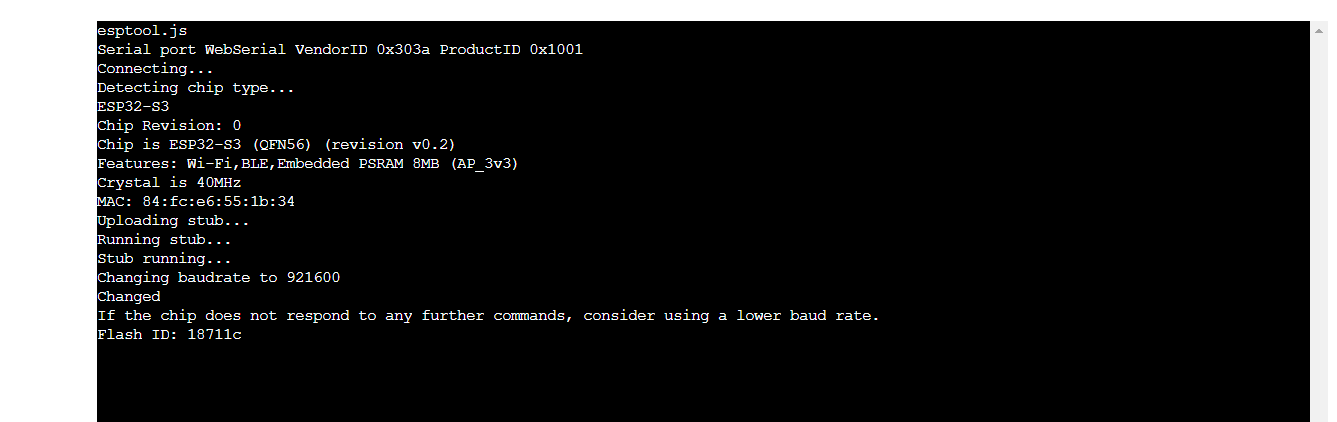 esptool.js
Serial port WebSerial VendorID 0x303a ProductID 0x1001
Connecting...
Detecting chip type...
ESP32-S3
Chip Revision: 0
Chip is ESP32-S3 (QFN56) (revision v0.2)
Features: Wi-Fi,BLE,Embedded PSRAM 8MB (AP_3v3)
Crystal is 40MHz
MAC: 84:fc:e6:55:1b:34
Uploading stub...
Running stub...
Stub running...
Changing baudrate to 921600
Changed
If the chip does not respond to any further commands, consider using a lower baud rate.
Flash ID: 18711c